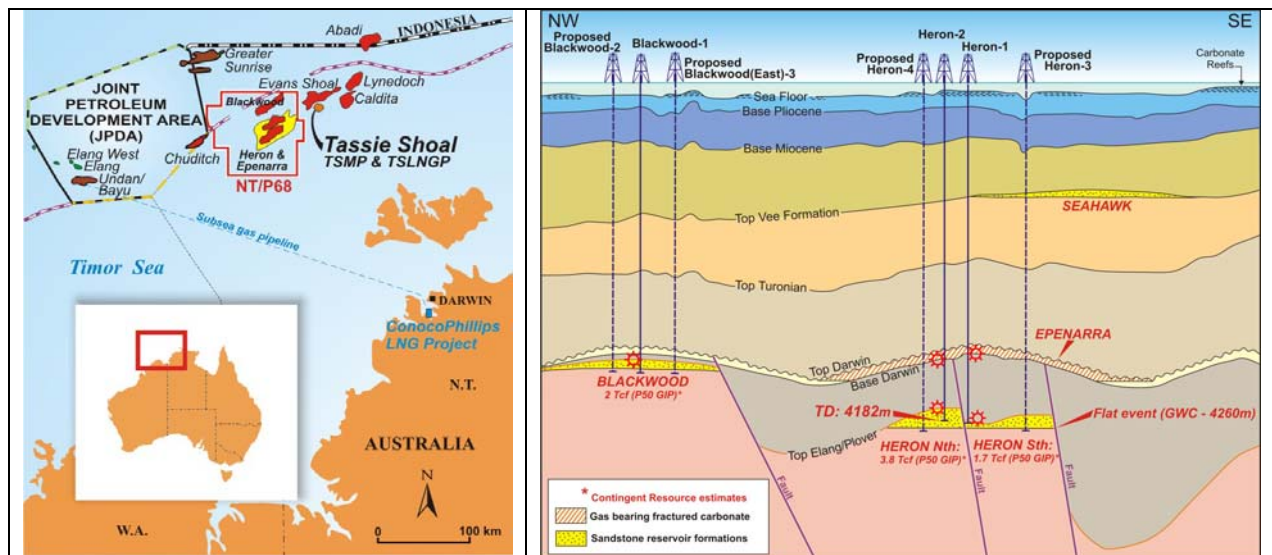 Abadi
INDONESIA
Greater
Sunrise
JOINT
PETROLEUM
DEVELOPMENT AREA
(JPDA)
Evans Shoal
Lynedoch
Blackwood
Caldita
Elang West
Elang
Undan/
Bayu
Chuditch
Heron &
Epenarra
Tassie Shoal
TSMP & TSLNGP
NT/P68
Subsea gas pipeline
Timor Sea
DARWIN
ConocoPhillips
LNG Project
N.T.
AUSTRALIA
N
W.A.
0 100 km
NW
SE
Proposed
Blackwood-2
Blackwood-1
Proposed
Blackwood(East)-3
Heron-2
Heron-1
Proposed
Heron-4
Proposed
Heron-3
Carbonate
Reefs
Sea Floor
Base Pliocene
Base Miocene
SEAHAWK
Top Vee Formation
Top Turonian
EPENARRA
Top Darwin
Base Darwin
BLACKWOOD
2 Tcf (P50 GIP)*
TD: 4182m
Flat event (GWC - 4260m)
Top Elang/Plover
HERON Nth:
3.8 Tcf (P50 GIP)*
HERON Sth:
1.7 Tcf (P50 GIP)*
Fault
Fault
Fault
* Contingent Resource estimates
Gas bearing fractured carbonate
Sandstone reservoir formations